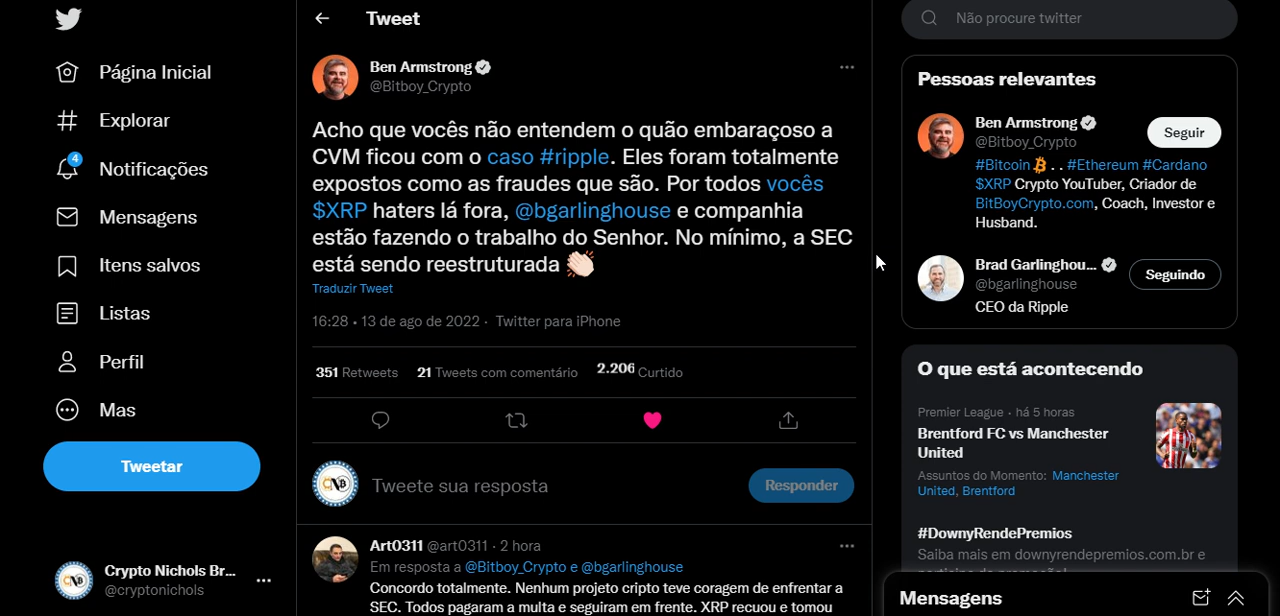 Página Inicial
Explorar
4
Notificações
Mensagens
Itens salvos
Listas
Perfil
Mas
Tweetar
Crypto Nichols Br...
@cryptonichols
Tweet
Ben Armstrong
@Bitboy_Crypto
Acho que vocês não entendem o quão embaraçoso a
CVM ficou com o caso #ripple. Eles foram totalmente
expostos como as fraudes que são. Por todos vocês
$XRP haters lá fora, @bgarlinghouse e companhia
estão fazendo o trabalho do Senhor. No mínimo, a SEC
está sendo reestruturada 👏🏻
Traduzir Tweet
16:28 • 13 de ago de 2022 · Twitter para iPhone
351 Retweets 21 Tweets com comentário 2.206 Curtido
CNB
Tweete sua resposta
Responder
Art0311 @art0311 · 2 hora
Em resposta a @Bitboy_Crypto e @bgarlinghouse
Concordo totalmente. Nenhum projeto cripto teve coragem de enfrentar a
SEC. Todos pagaram a multa e seguiram em frente. XRP recuou e tomou
Não procure twitter
Pessoas relevantes
Ben Armstrong
@Bitboy_Crypto
Seguir
#Bitcoin . . #Ethereum #Cardano
$XRP Crypto YouTuber, Criador de
BitBoyCrypto.com, Coach, Investor e
Husband.
Brad Garlinghou...
@bgarlinghouse
Seguindo
CEO da Ripple
O que está acontecendo
Premier League · há 5 horas
Brentford FC vs Manchester
United
Assuntos do Momento: Manchester
United, Brentford
#DownyRendePremios
Saiba mais em downyrendepremios.com.br e
Mensagens